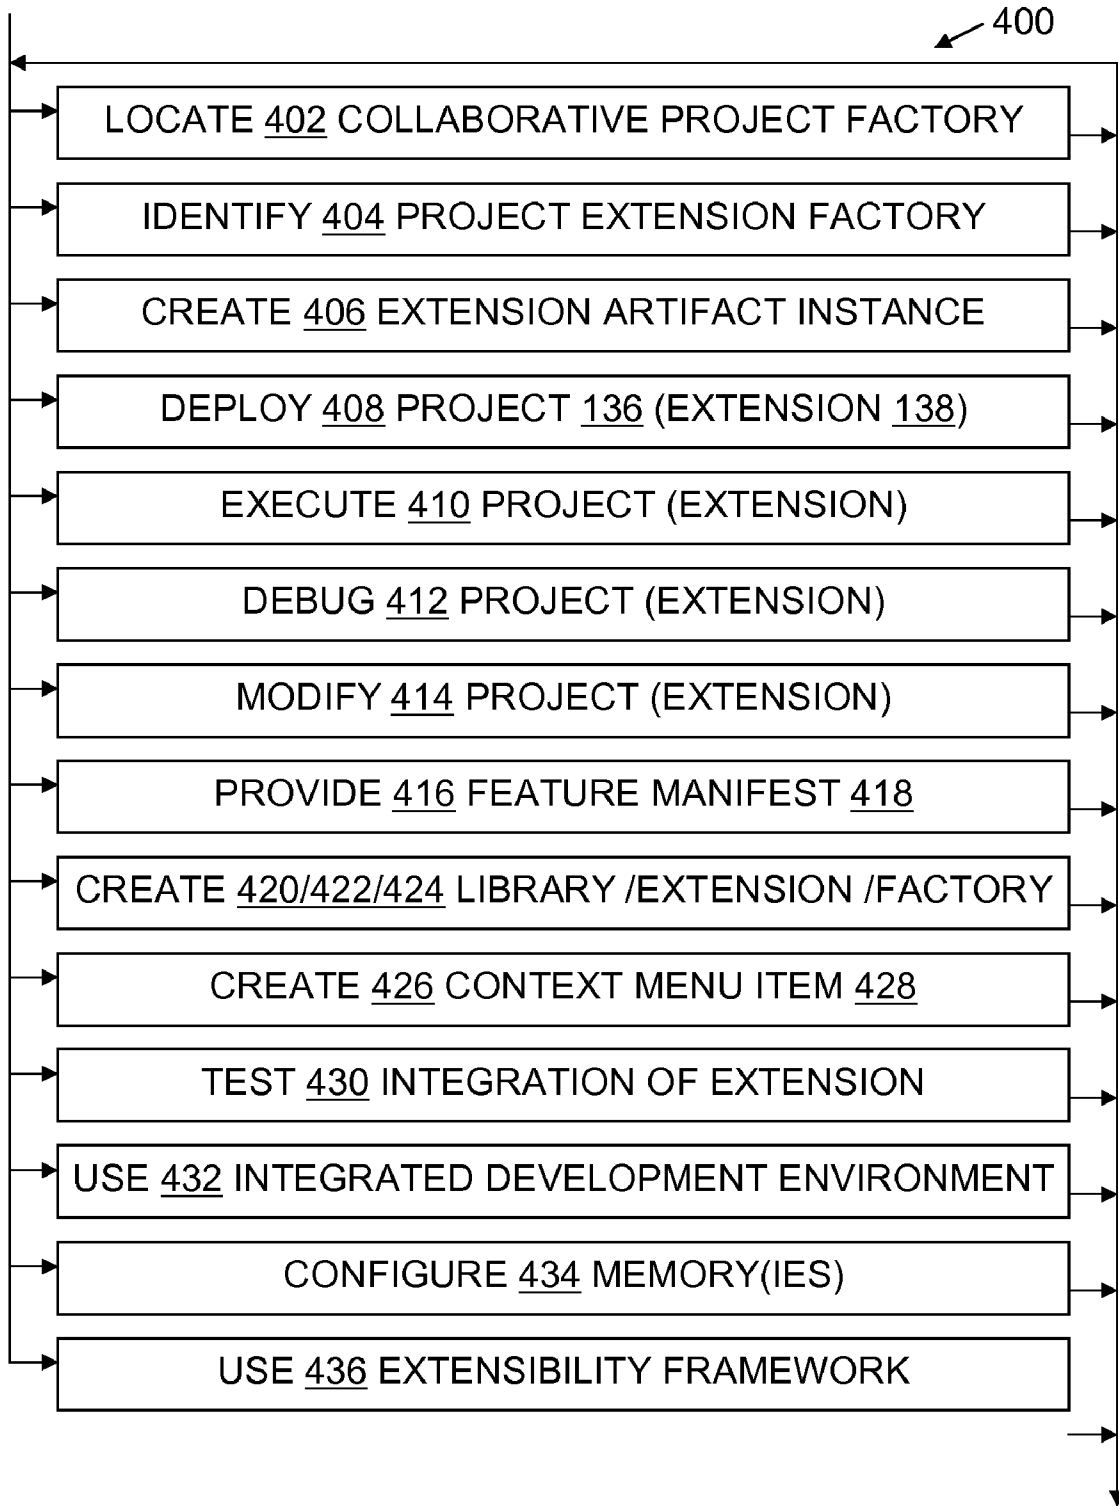 400
LOCATE 402 COLLABORATIVE PROJECT FACTORY
IDENTIFY 404 PROJECT EXTENSION FACTORY
CREATE 406 EXTENSION ARTIFACT INSTANCE
DEPLOY 408 PROJECT 136 (EXTENSION 138)
EXECUTE 410 PROJECT (EXTENSION)
DEBUG 412 PROJECT (EXTENSION)
MODIFY 414 PROJECT (EXTENSION)
PROVIDE 416 FEATURE MANIFEST 418
CREATE 420/422/424 LIBRARY /EXTENSION /FACTORY
CREATE 426 CONTEXT MENU ITEM 428
TEST 430 INTEGRATION OF EXTENSION
USE 432 INTEGRATED DEVELOPMENT ENVIRONMENT
CONFIGURE 434 MEMORY(IES)
USE 436 EXTENSIBILITY FRAMEWORK